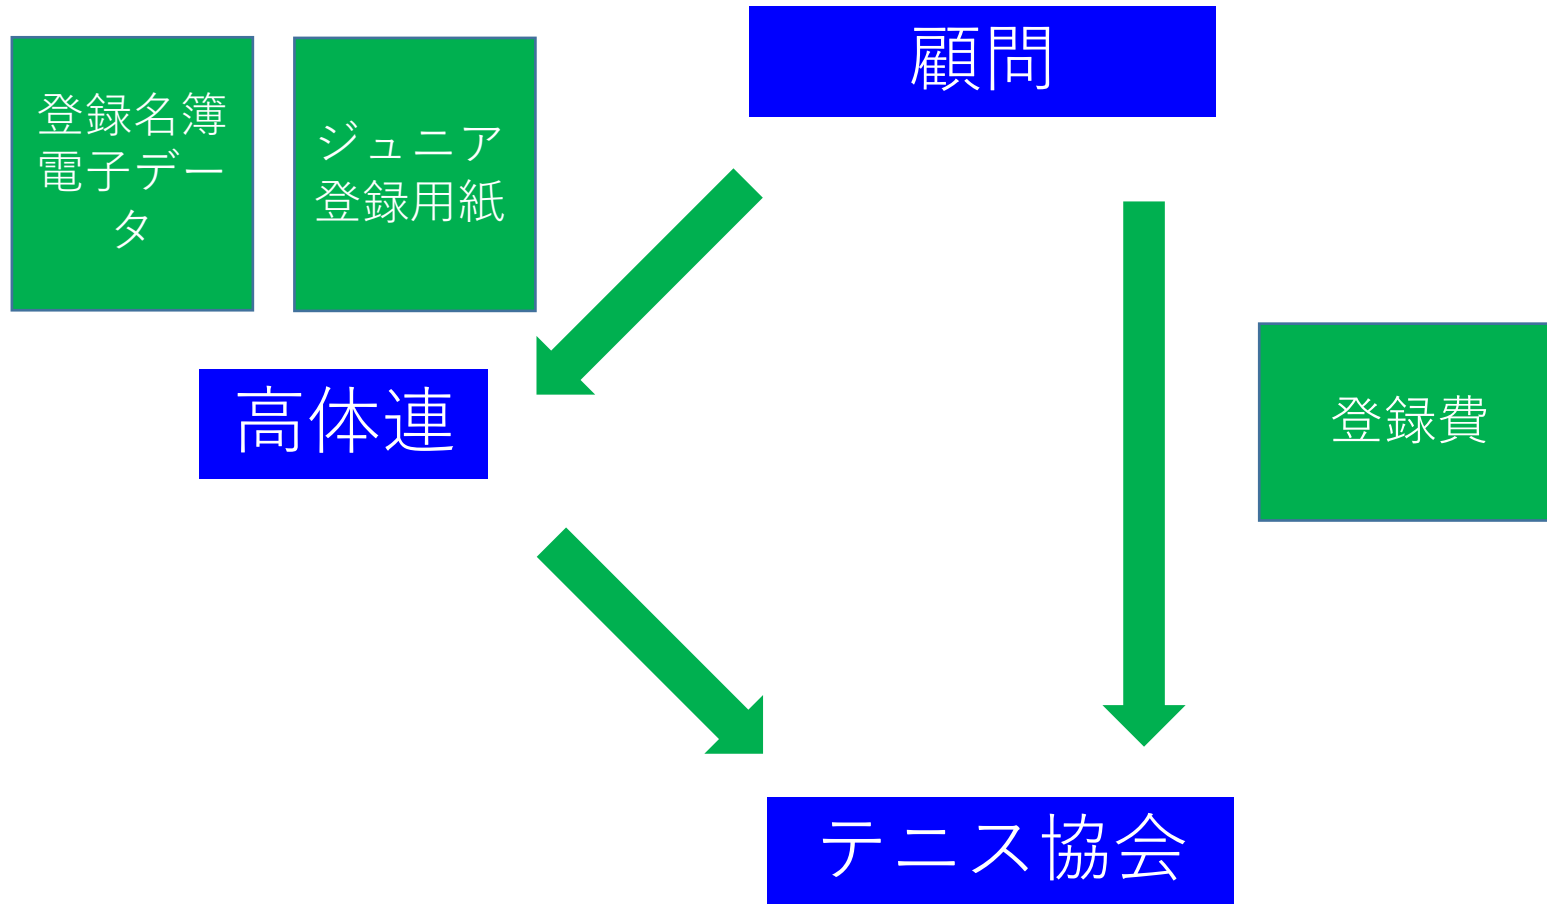 顧問
登録名簿
電子デー
タ
ジュニア
登録用紙
高体連
登録費
テニス協会